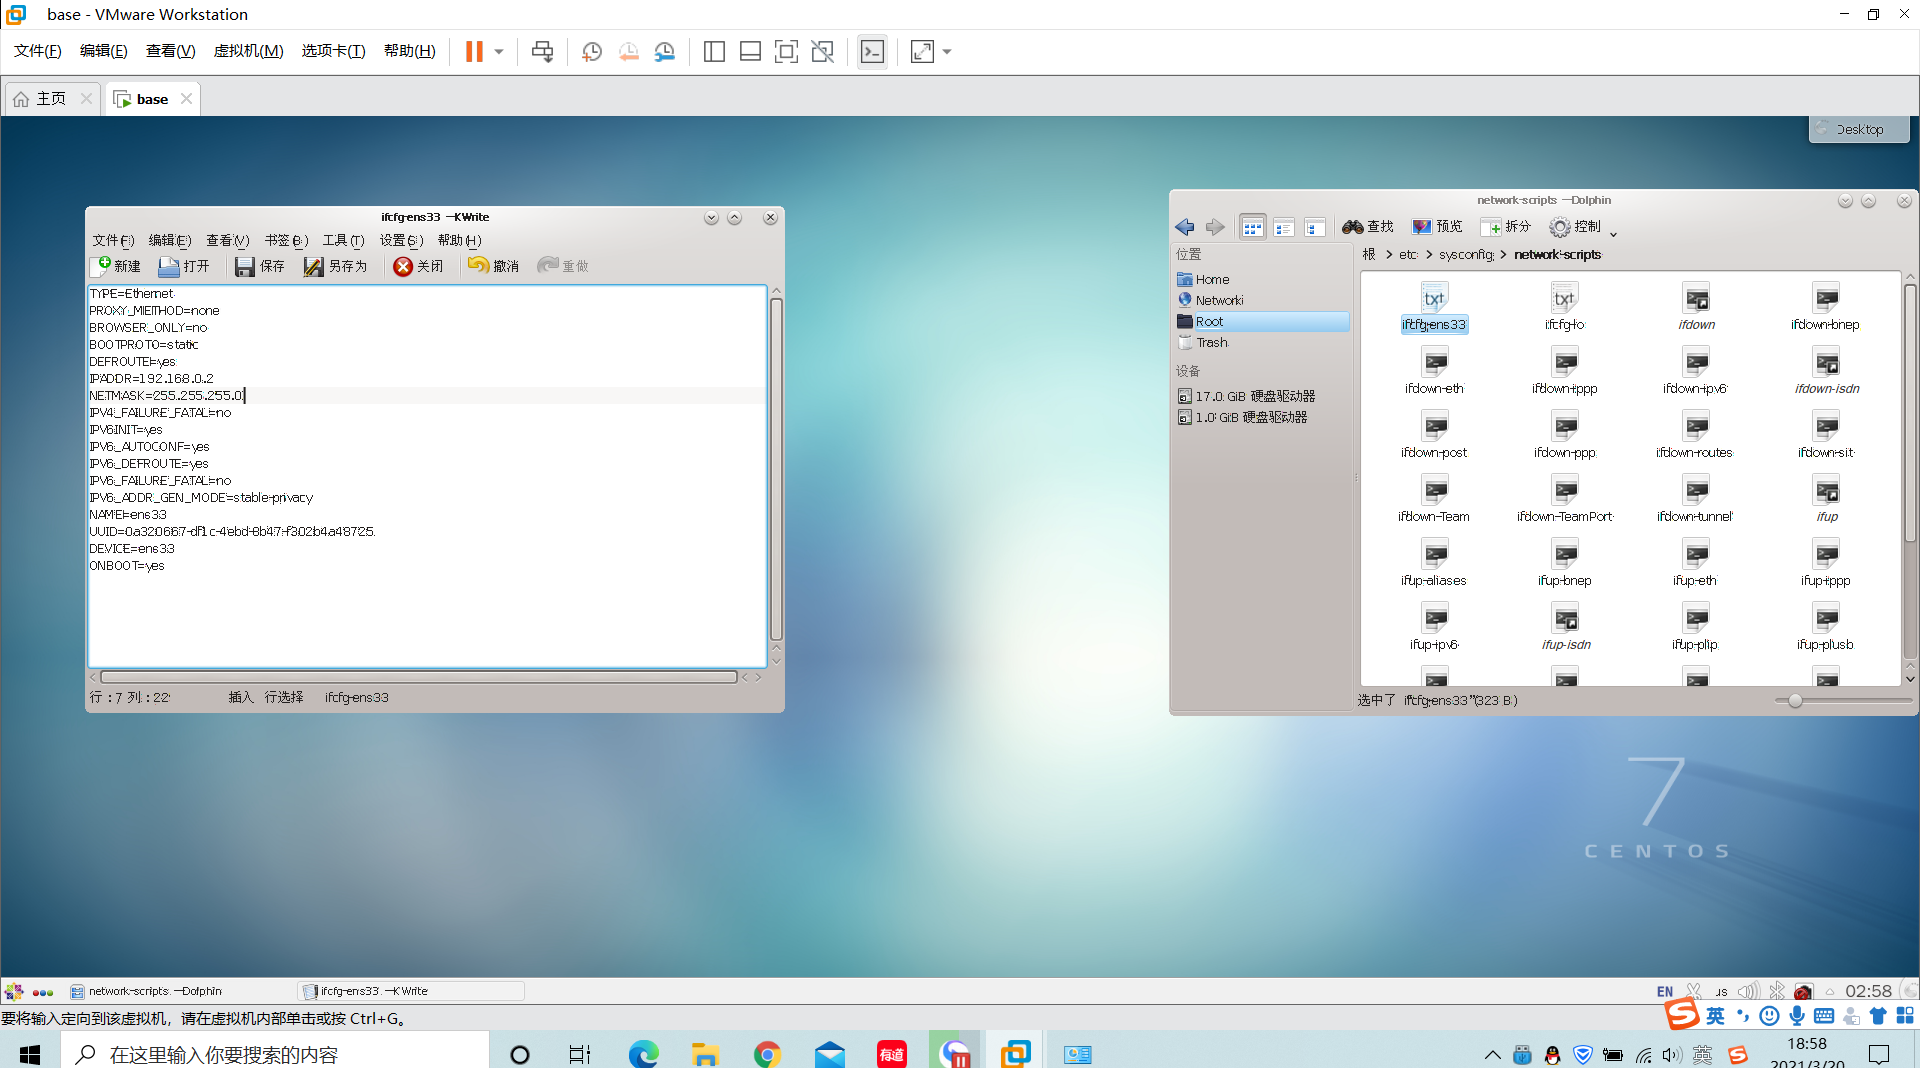 base - VMware Workstation
文件(F) 编辑(E) 查看(V) 虚拟机(M) 选项卡(T) 帮助(H)
主页 base
Desktop
ifcfg-ens33 — KWrite
文件(F) 编辑(E) 查看(V) 书签(B) 工具(T) 设置(S) 帮助(H)
新建 打开 保存 另存为 关闭 撤消 重做
TYPE=Ethernet
PROXY_METHOD=none
BROWSER_ONLY=no
BOOTPROTO=static
DEFROUTE=yes
IPADDR=192.168.0.2
NETMASK=255.255.255.0
IPV4_FAILURE_FATAL=no
IPV6INIT=yes
IPV6_AUTOCONF=yes
IPV6_DEFROUTE=yes
IPV6_FAILURE_FATAL=no
IPV6_ADDR_GEN_MODE=stable-privacy
NAME=ens33
DEVICE=ens33
ONBOOT=yes
行：7 列：22 插入 行选择 ifcfg-ens33
network-scripts — Dolphin
查找 预览 拆分 控制
位置
Home
Network
Root
Trash
设备
17.0 GiB 硬盘驱动器
1.0 GiB 硬盘驱动器
根 > etc > sysconfig > network-scripts
ifcfg-ens33 ifcfg-lo ifdown ifdown-bnep
ifdown-eth ifdown-ippp ifdown-ipv6 ifdown-isdn
ifdown-post ifdown-ppp ifdown-routes ifdown-sit
ifdown-Team ifdown-TeamPort ifdown-tunnel ifup
ifup-aliases ifup-bnep ifup-eth ifup-ippp
ifup-ipv6 ifup-isdn ifup-plip ifup-plusb
选中了 “ifcfg-ens33” (323 B)
7
CENTOS
network-scripts — Dolphin ifcfg-ens33 — KWrite EN JS 02:58
要将输入定向到该虚拟机，请在虚拟机内部单击或按 Ctrl+G。
英
在这里输入你要搜索的内容 有道 英 18:58
2021/3/20